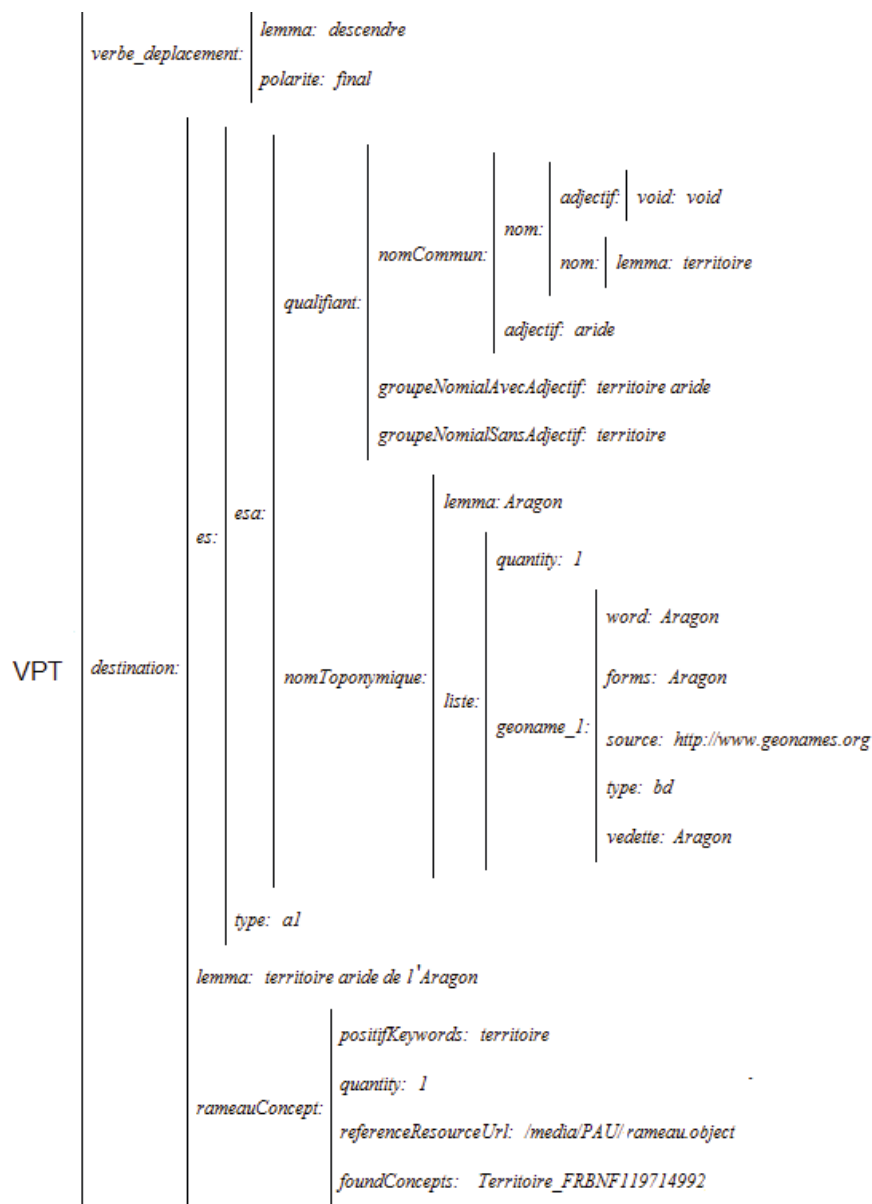 lemma: descendre
verbe_deplacement:
polarite: final
adjectif: void: void
nom:
nomCommun:
nom: lemma: territoire
qualifiant:
adjectif: aride
groupeNomialAvecAdjectif: territoire aride
groupeNomialSansAdjectif: territoire
lemma: Aragon
esa:
es:
quantity: 1
word: Aragon
VPT destination:
nomToponymique:
forms: Aragon
liste:
geoname_1:
source: http://www.geonames.org
type: bd
vedette: Aragon
type: a1
lemma: territoire aride de l'Aragon
positifKeywords: territoire
quantity: 1
rameauConcept:
referenceResourceUrl: /media/PAU/rameau.object
foundConcepts: Territoire_FRBNF119714992